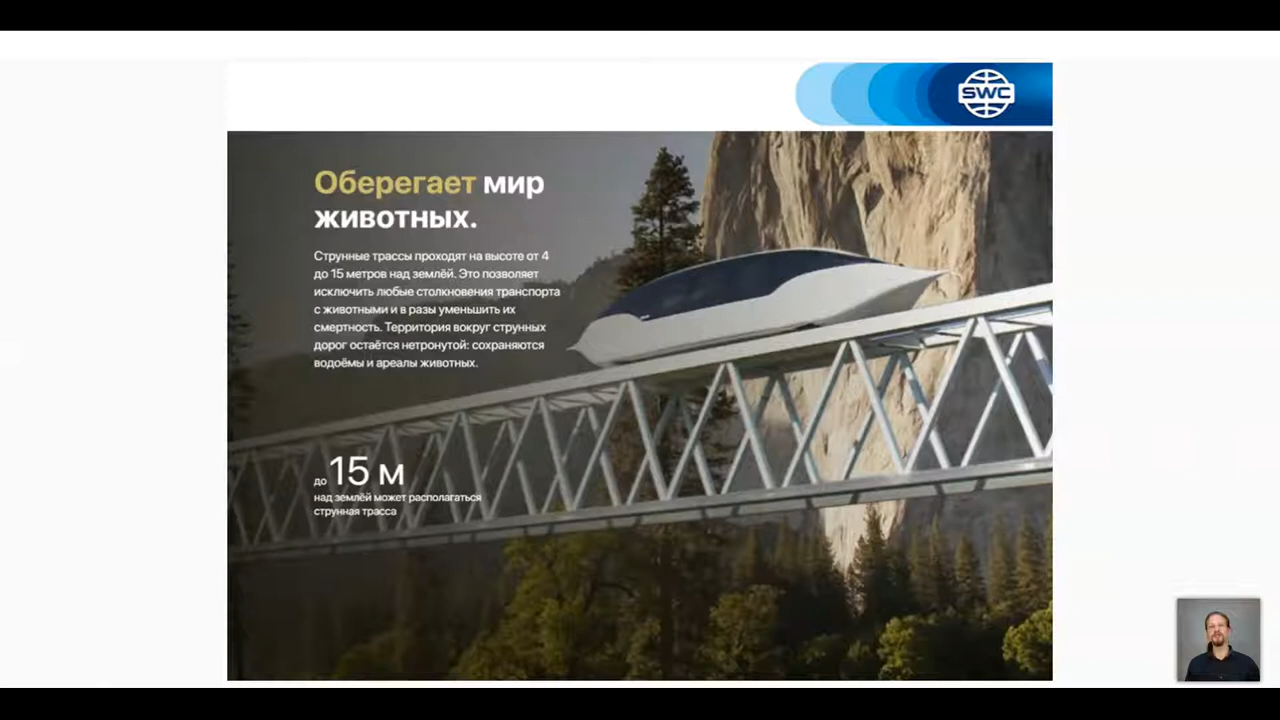 SWC
Оберегает мир
животных.
Струнные трассы проходят на высоте от 4
до 15 метров над землёй. Это позволяет
исключить любые столкновения транспорта
с животными и в разы уменьшить их
смертность. Территория вокруг струнных
дорог остаётся нетронутой: сохраняются
водоёмы и ареалы животных.
до 15 м
над землёй может располагаться
струнная трасса